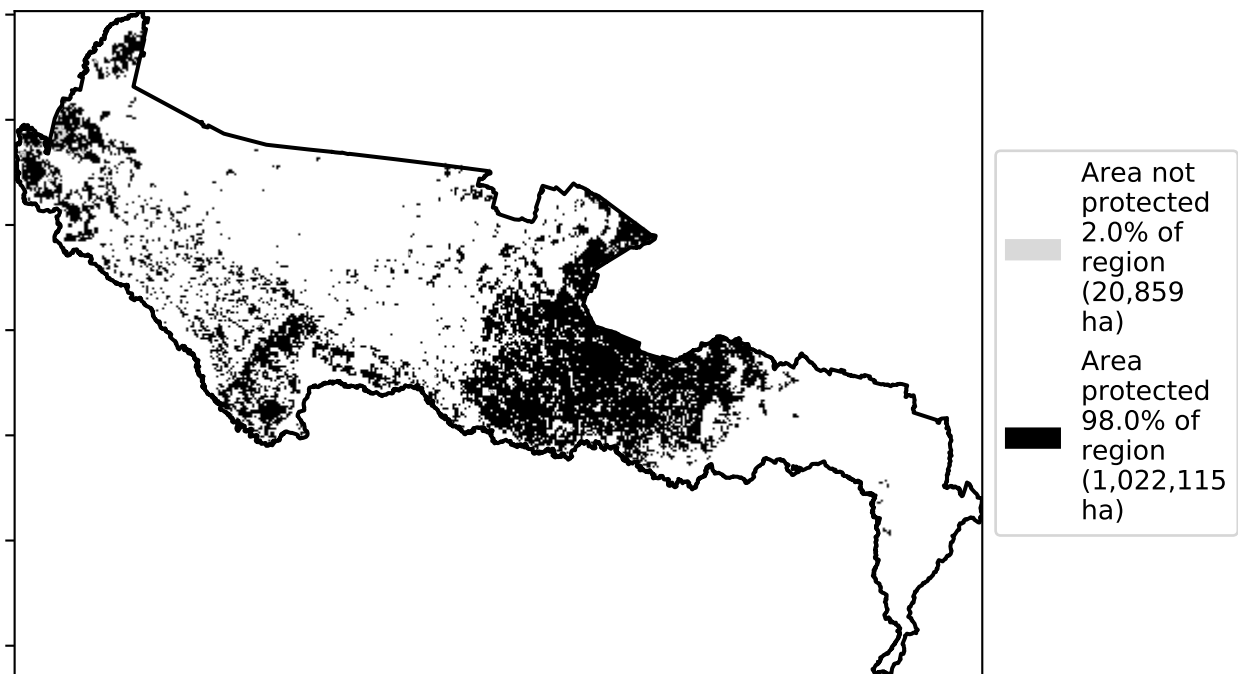 Area not
protected
2.0% of
region
(20,859
ha)
Area
protected
98.0% of
region
(1,022,115
ha)